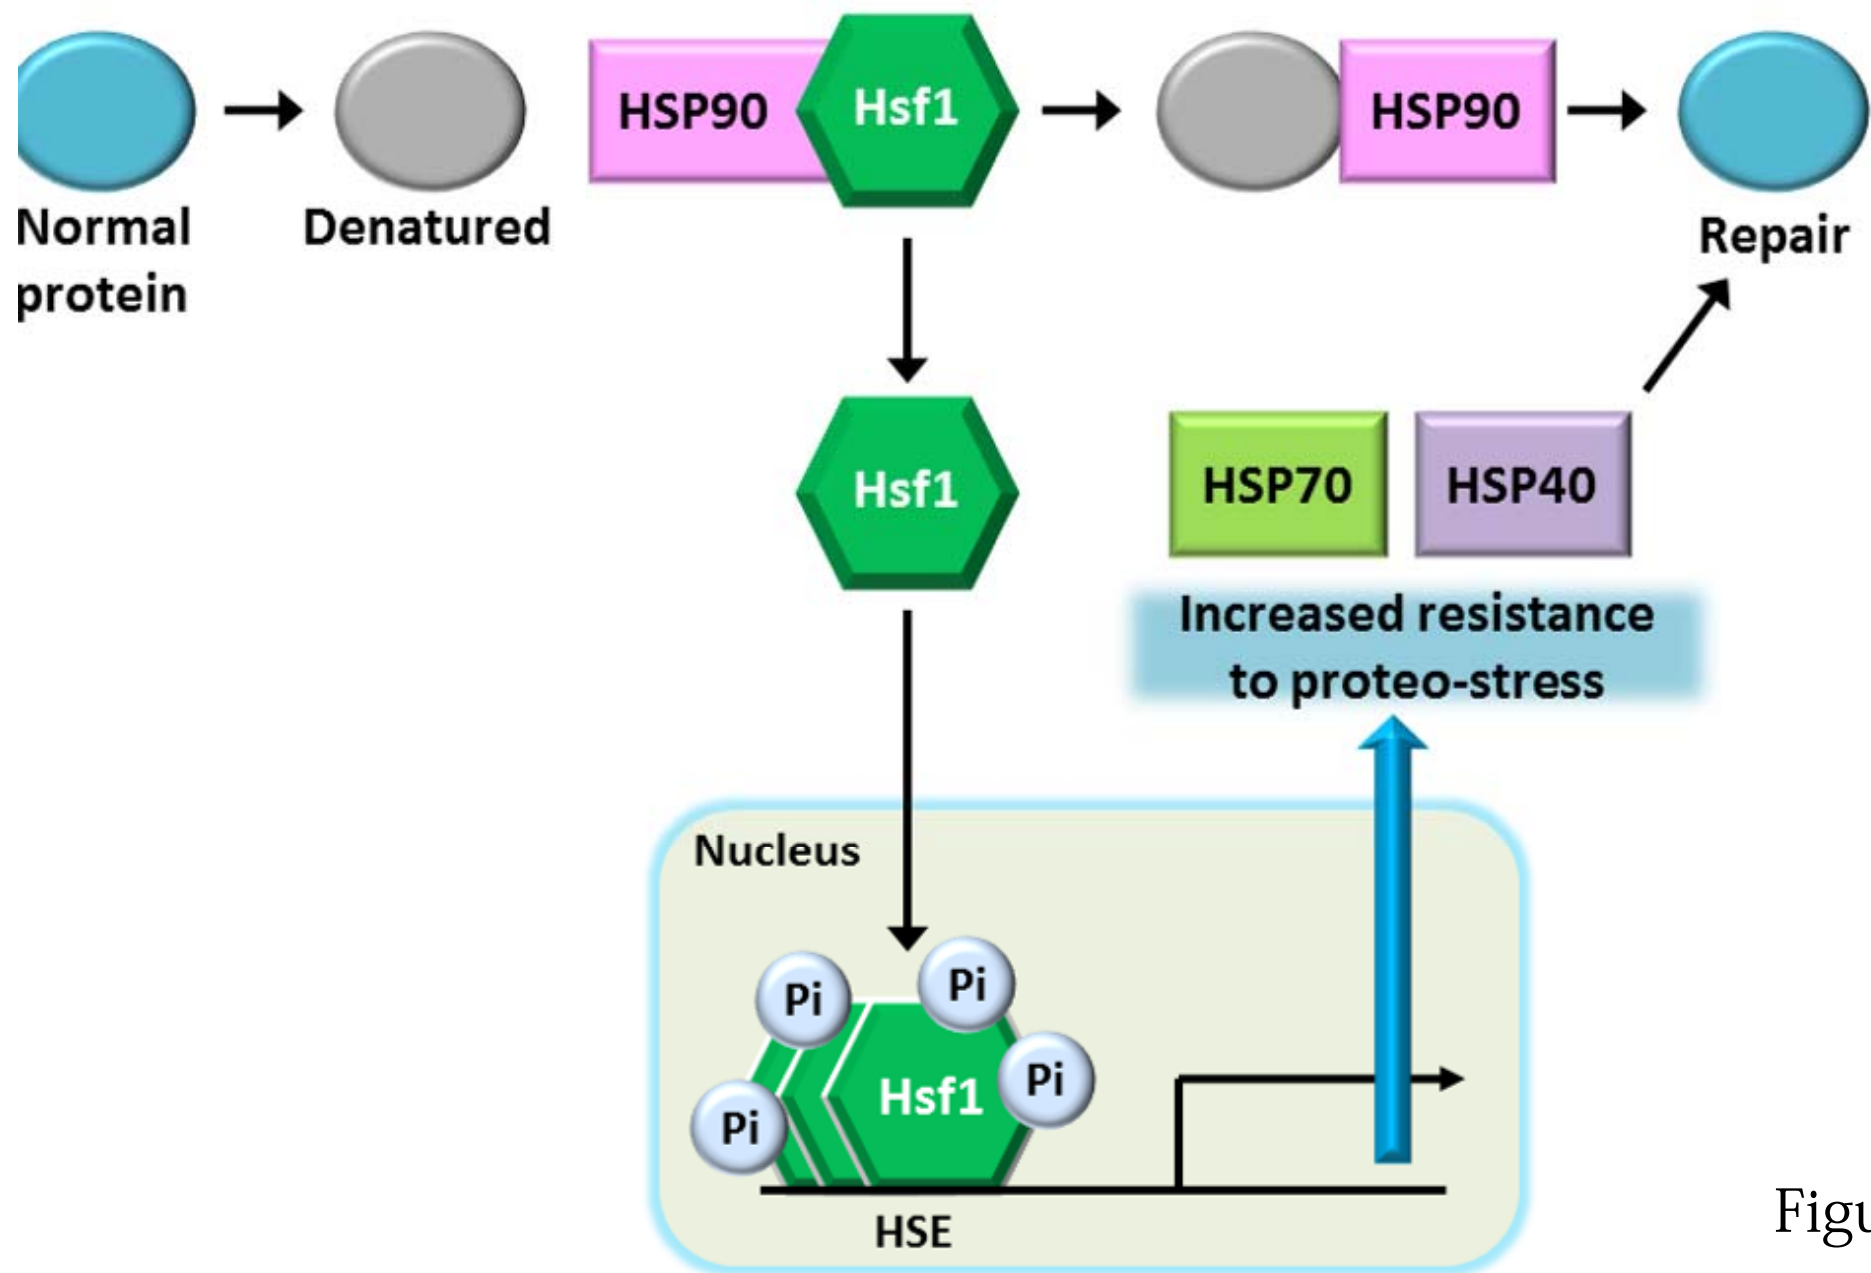 HSP90
Hsf1
HSP90
Normal
protein
Denatured
Repair
Hsf1
HSP70
HSP40
Increased resistance
to proteo-stress
Nucleus
Pi
Pi
Pi
Pi
Hsf1
HSE